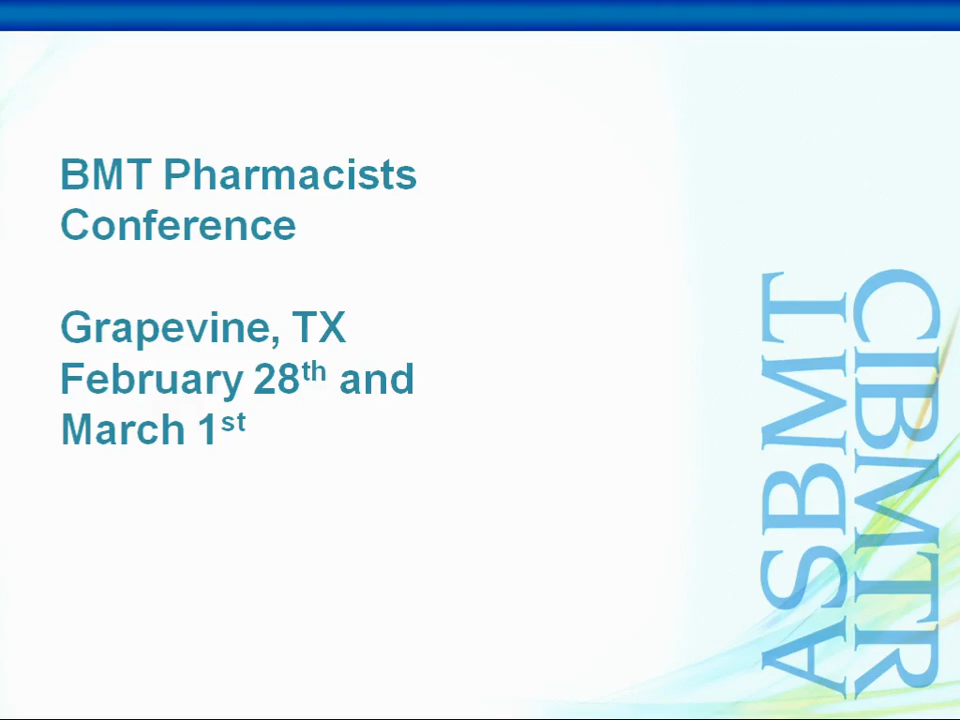 BMT Pharmacists
Conference
Grapevine, TX
February 28th and
March 1st
ASBMT
CIBMTR